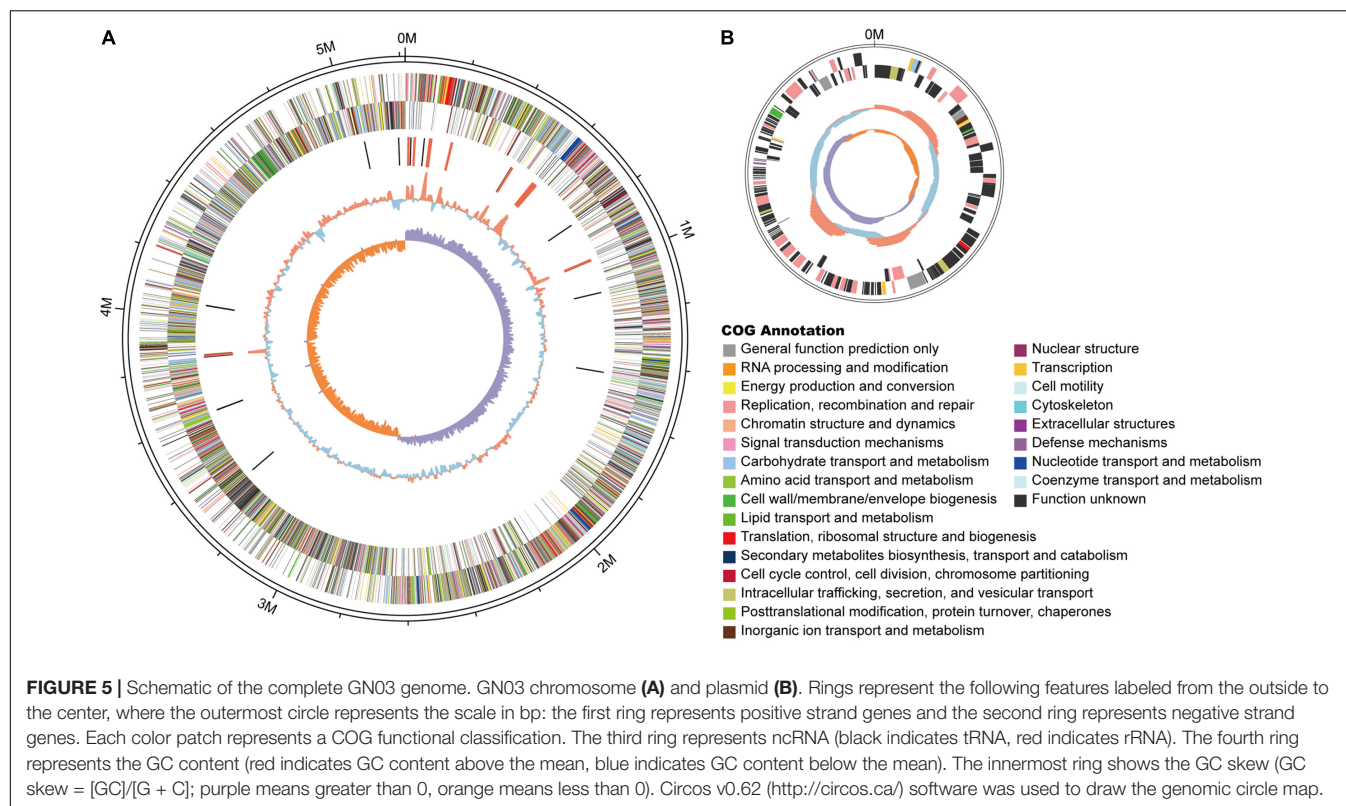 A
B
0M
1M
2M
3M
4M
5M
0M
COG Annotation
General function prediction only
RNA processing and modification
Energy production and conversion
Replication, recombination and repair
Chromatin structure and dynamics
Signal transduction mechanisms
Carbohydrate transport and metabolism
Amino acid transport and metabolism
Cell wall/membrane/envelope biogenesis
Lipid transport and metabolism
Translation, ribosomal structure and biogenesis
Secondary metabolites biosynthesis, transport and catabolism
Cell cycle control, cell division, chromosome partitioning
Intracellular trafficking, secretion, and vesicular transport
Posttranslational modification, protein turnover, chaperones
Inorganic ion transport and metabolism
Nuclear structure
Transcription
Cell motility
Cytoskeleton
Extracellular structures
Defense mechanisms
Nucleotide transport and metabolism
Coenzyme transport and metabolism
Function unknown
FIGURE 5 | Schematic of the complete GN03 genome. GN03 chromosome (A) and plasmid (B). Rings represent the following features labeled from the outside to
the center, where the outermost circle represents the scale in bp: the first ring represents positive strand genes and the second ring represents negative strand
genes. Each color patch represents a COG functional classification. The third ring represents ncRNA (black indicates tRNA, red indicates rRNA). The fourth ring
represents the GC content (red indicates GC content above the mean, blue indicates GC content below the mean). The innermost ring shows the GC skew (GC
skew = [GC]/[G + C]; purple means greater than 0, orange means less than 0). Circos v0.62 (http://circos.ca/) software was used to draw the genomic circle map.